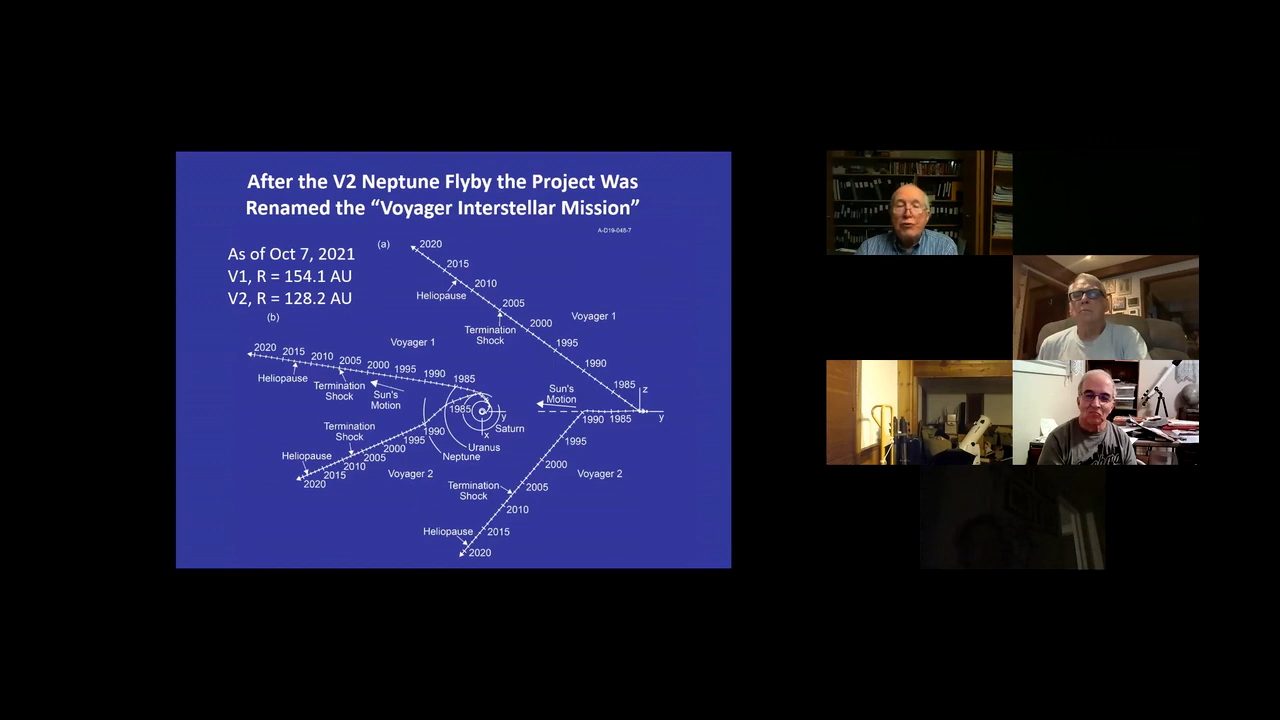 After the V2 Neptune Flyby the Project Was
Renamed the “Voyager Interstellar Mission”
A-D19-048-7
As of Oct 7, 2021
V1, R = 154.1 AU
V2, R = 128.2 AU
(a)
2020
2015
2010
Heliopause
2005
Termination
Shock
2000
Voyager 1
1995
1990
1985
z
y
Sun's
Motion
1990
1985
1995
2000
Voyager 2
Termination
Shock
2005
2010
Heliopause
2015
2020
(b)
Voyager 1
2020
2015
2010
2005
2000
1995
1990
1985
Heliopause
Termination
Shock
Sun's
Motion
1985
y
x
Saturn
Uranus
Neptune
1990
1995
2000
2005
2010
2015
2020
Termination
Shock
Heliopause
Voyager 2